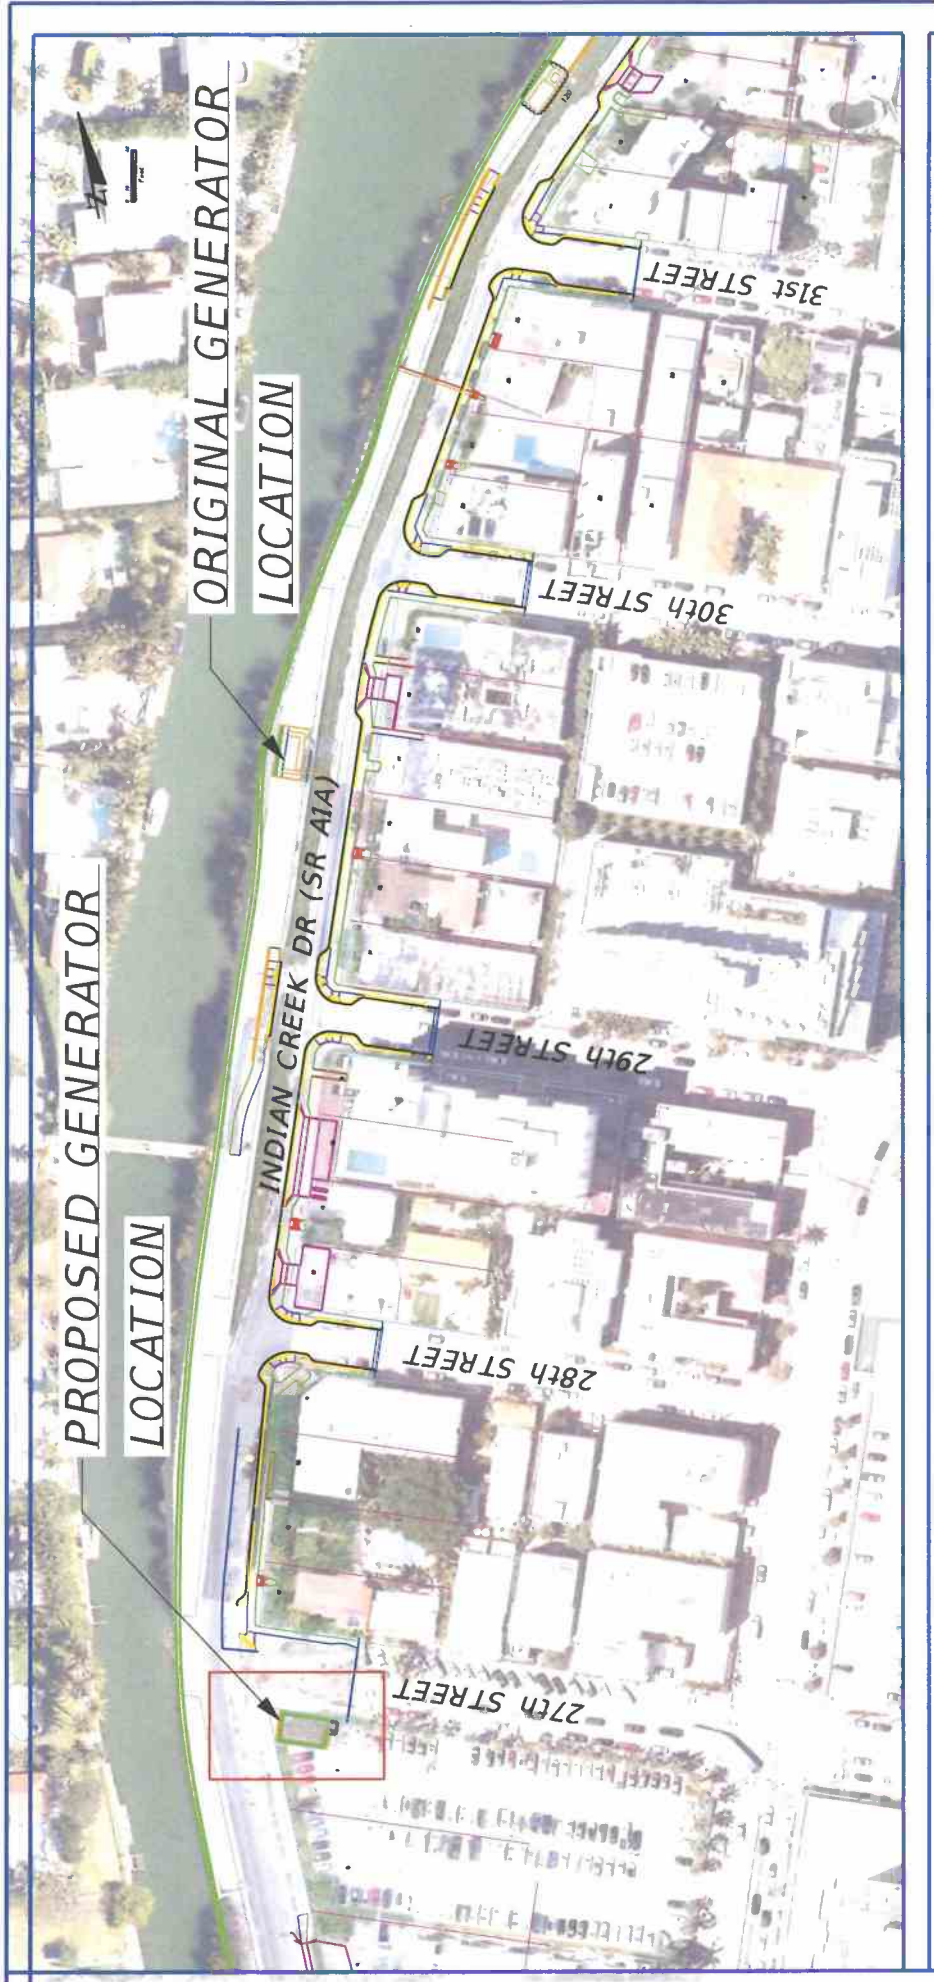 ORIGINAL GENERATOR
LOCATION
PROPOSED GENERATOR
LOCATION
INDIAN CREEK DR (SR A1A)
31st STREET
30th STREET
29th STREET
28th STREET
27th STREET
N
Feet